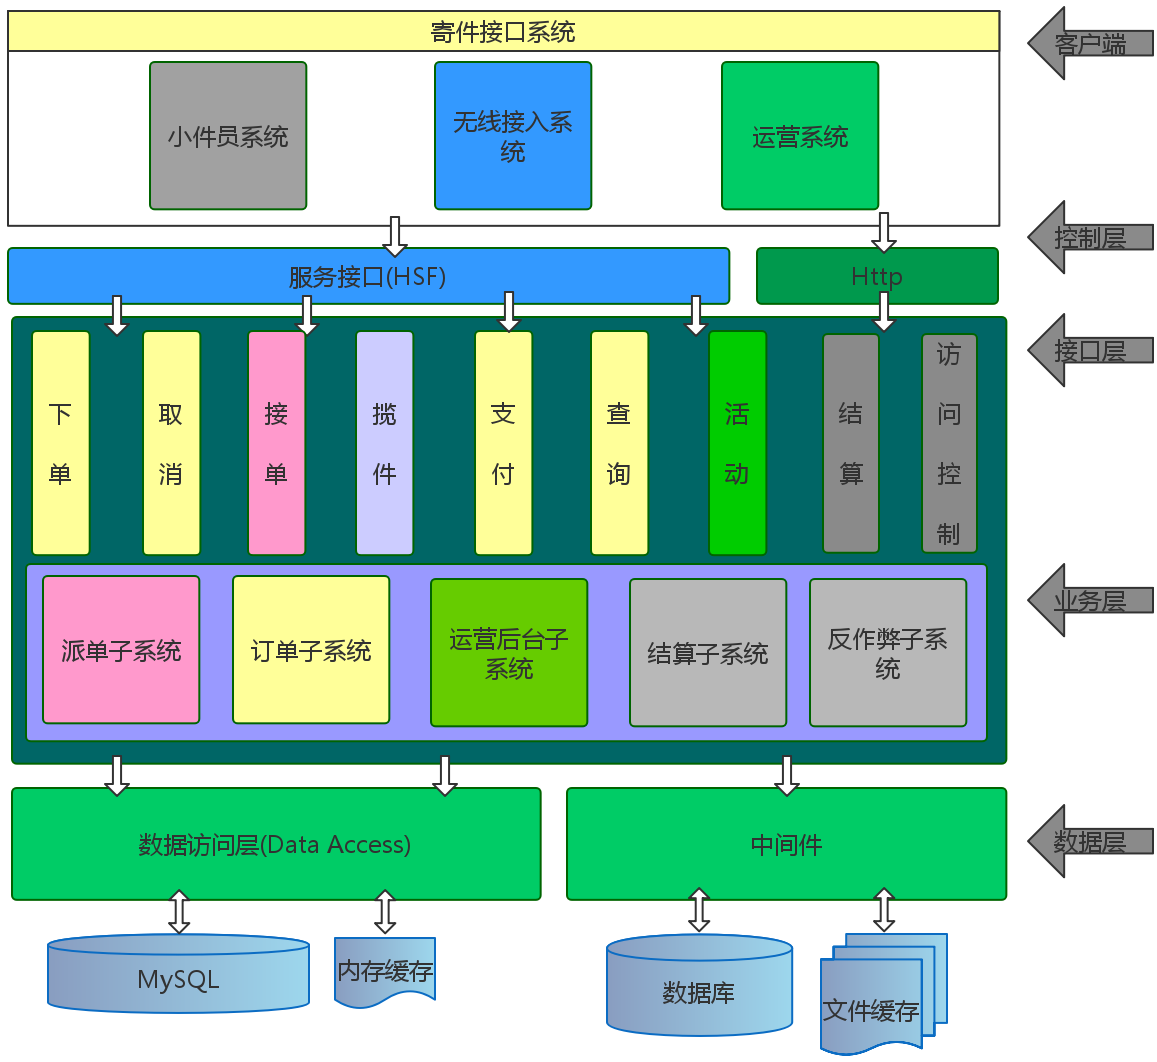 寄件接口系统
客户端
小件员系统
无线接入系
统
运营系统
控制层
服务接口(HSF)
Http
接口层
下
单
取
消
接
单
揽
件
支
付
查
询
活
动
结
算
访
问
控
制
业务层
派单子系统
订单子系统
运营后台子
系统
结算子系统
反作弊子系
统
数据层
数据访问层(Data Access)
中间件
MySQL
内存缓存
数据库
文件缓存